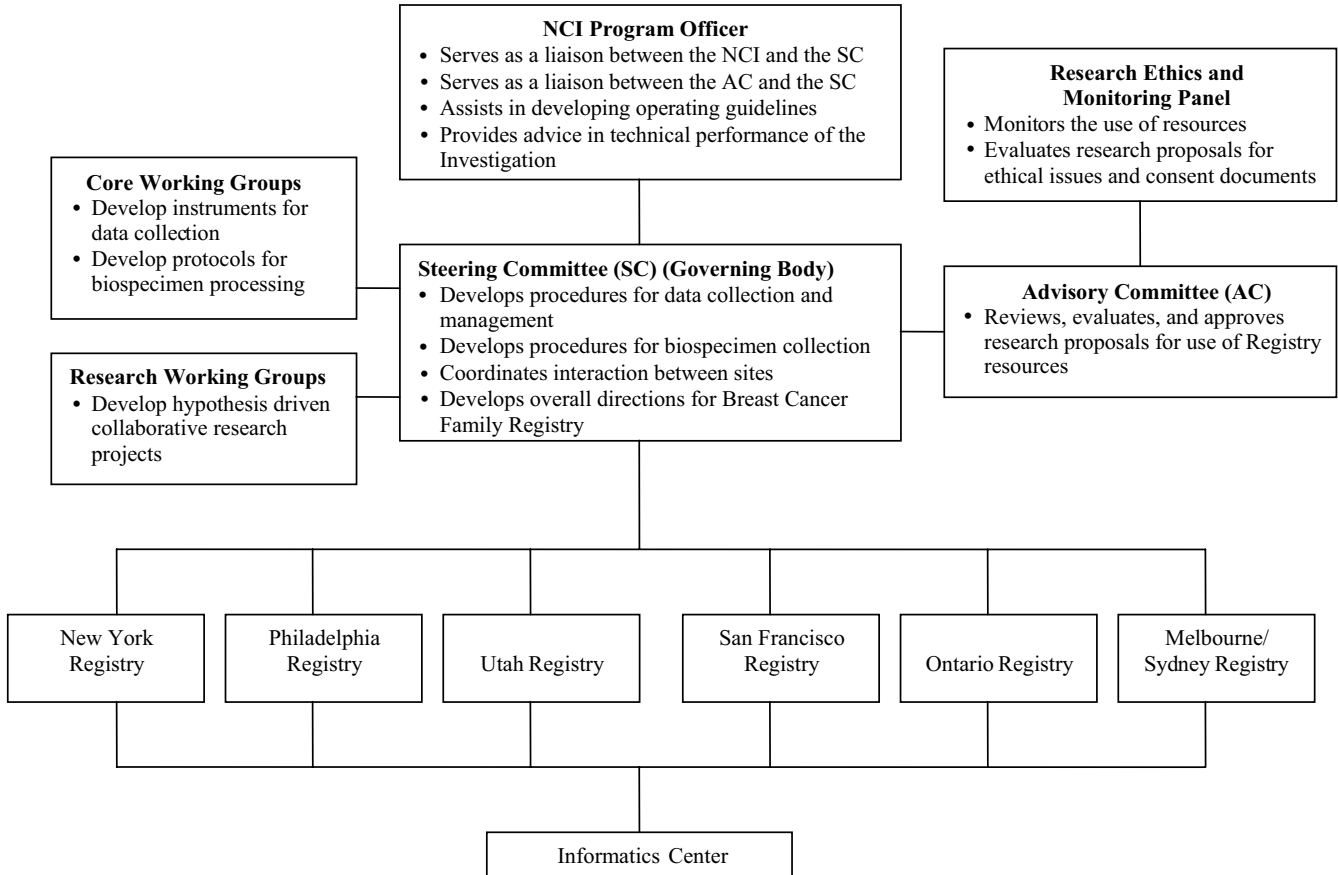 NCI Program Officer
• Serves as a liaison between the NCI and the SC
• Serves as a liaison between the AC and the SC
• Assists in developing operating guidelines
• Provides advice in technical performance of the
Investigation
Research Ethics and
Monitoring Panel
• Monitors the use of resources
• Evaluates research proposals for
ethical issues and consent documents
Core Working Groups
• Develop instruments for
data collection
• Develop protocols for
biospecimen processing
Steering Committee (SC) (Governing Body)
• Develops procedures for data collection and
management
• Develops procedures for biospecimen collection
• Coordinates interaction between sites
• Develops overall directions for Breast Cancer
Family Registry
Advisory Committee (AC)
• Reviews, evaluates, and approves
research proposals for use of Registry
resources
Research Working Groups
• Develop hypothesis driven
collaborative research
projects
New York
Registry
Philadelphia
Registry
Utah Registry
San Francisco
Registry
Ontario Registry
Melbourne/
Sydney Registry
Informatics Center